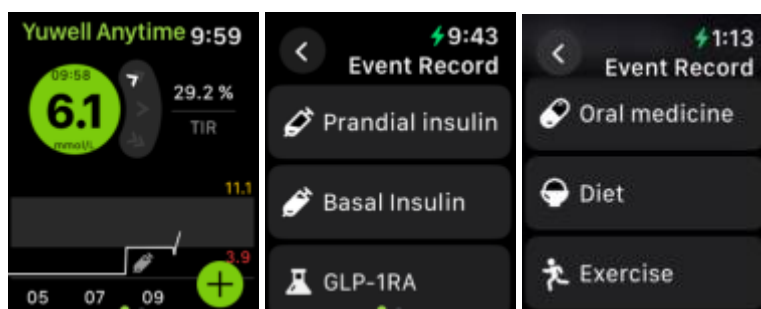 Yuwell Anytime 9:59
09:58
6.1
mmol/L
29.2 %
TIR
11.1
3.9
05 07 09
9:43
Event Record
Prandial insulin
Basal Insulin
GLP-1RA
1:13
Event Record
Oral medicine
Diet
Exercise